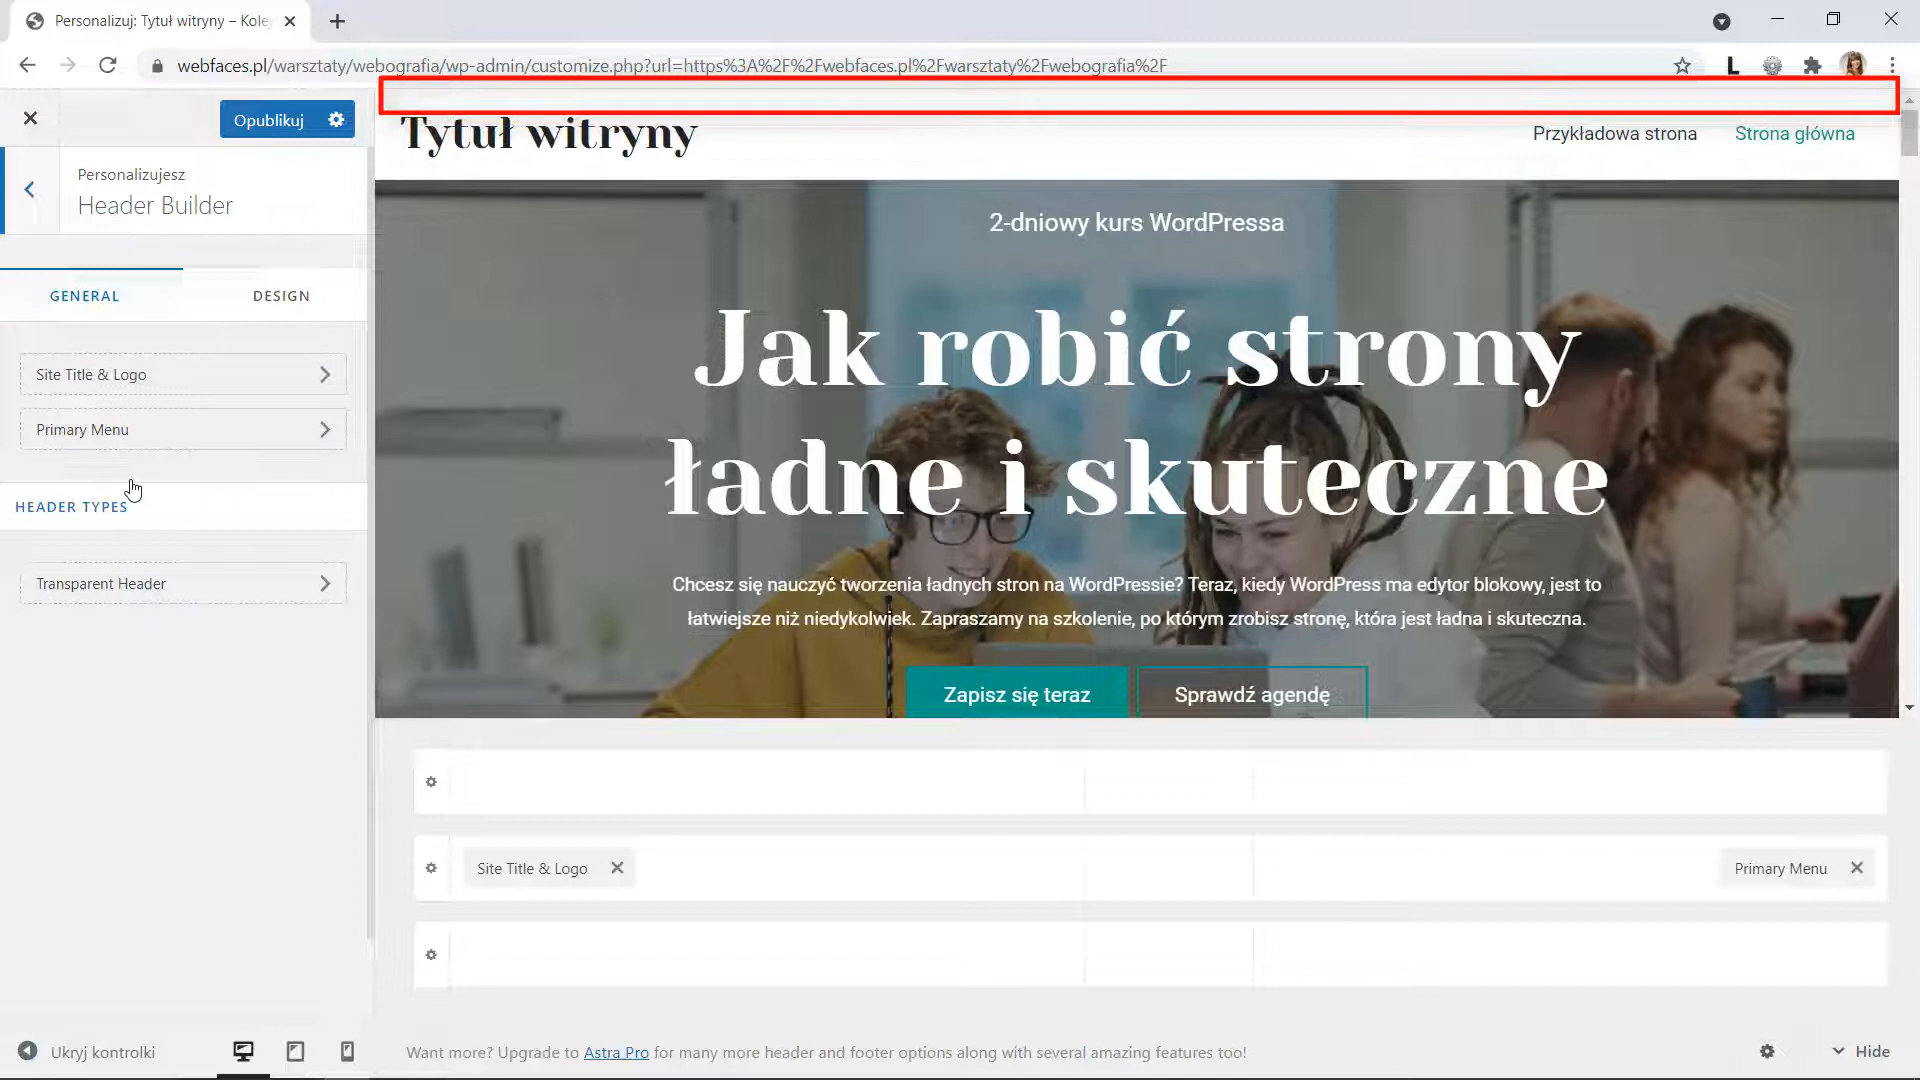 Personalizuj: Tytuł witryny – Kole
webfaces.pl/warsztaty/webografia/wp-admin/customize.php?url=https%3A%2F%2Fwebfaces.pl%2Fwarsztaty%2Fwebografia%2F
L
Opublikuj
Personalizujesz
Header Builder
GENERAL
DESIGN
Site Title & Logo
Primary Menu
HEADER TYPES
Transparent Header
Tytuł witryny
Przykładowa strona
Strona główna
2-dniowy kurs WordPressa
Jak robić strony
ładne i skuteczne
Chcesz się nauczyć tworzenia ładnych stron na WordPressie? Teraz, kiedy WordPress ma edytor blokowy, jest to
łatwiejsze niż niedykolwiek. Zapraszamy na szkolenie, po którym zrobisz stronę, która jest ładna i skuteczna.
Zapisz się teraz
Sprawdź agendę
Site Title & Logo
Primary Menu
Ukryj kontrolki
Want more? Upgrade to Astra Pro for many more header and footer options along with several amazing features too!
Hide